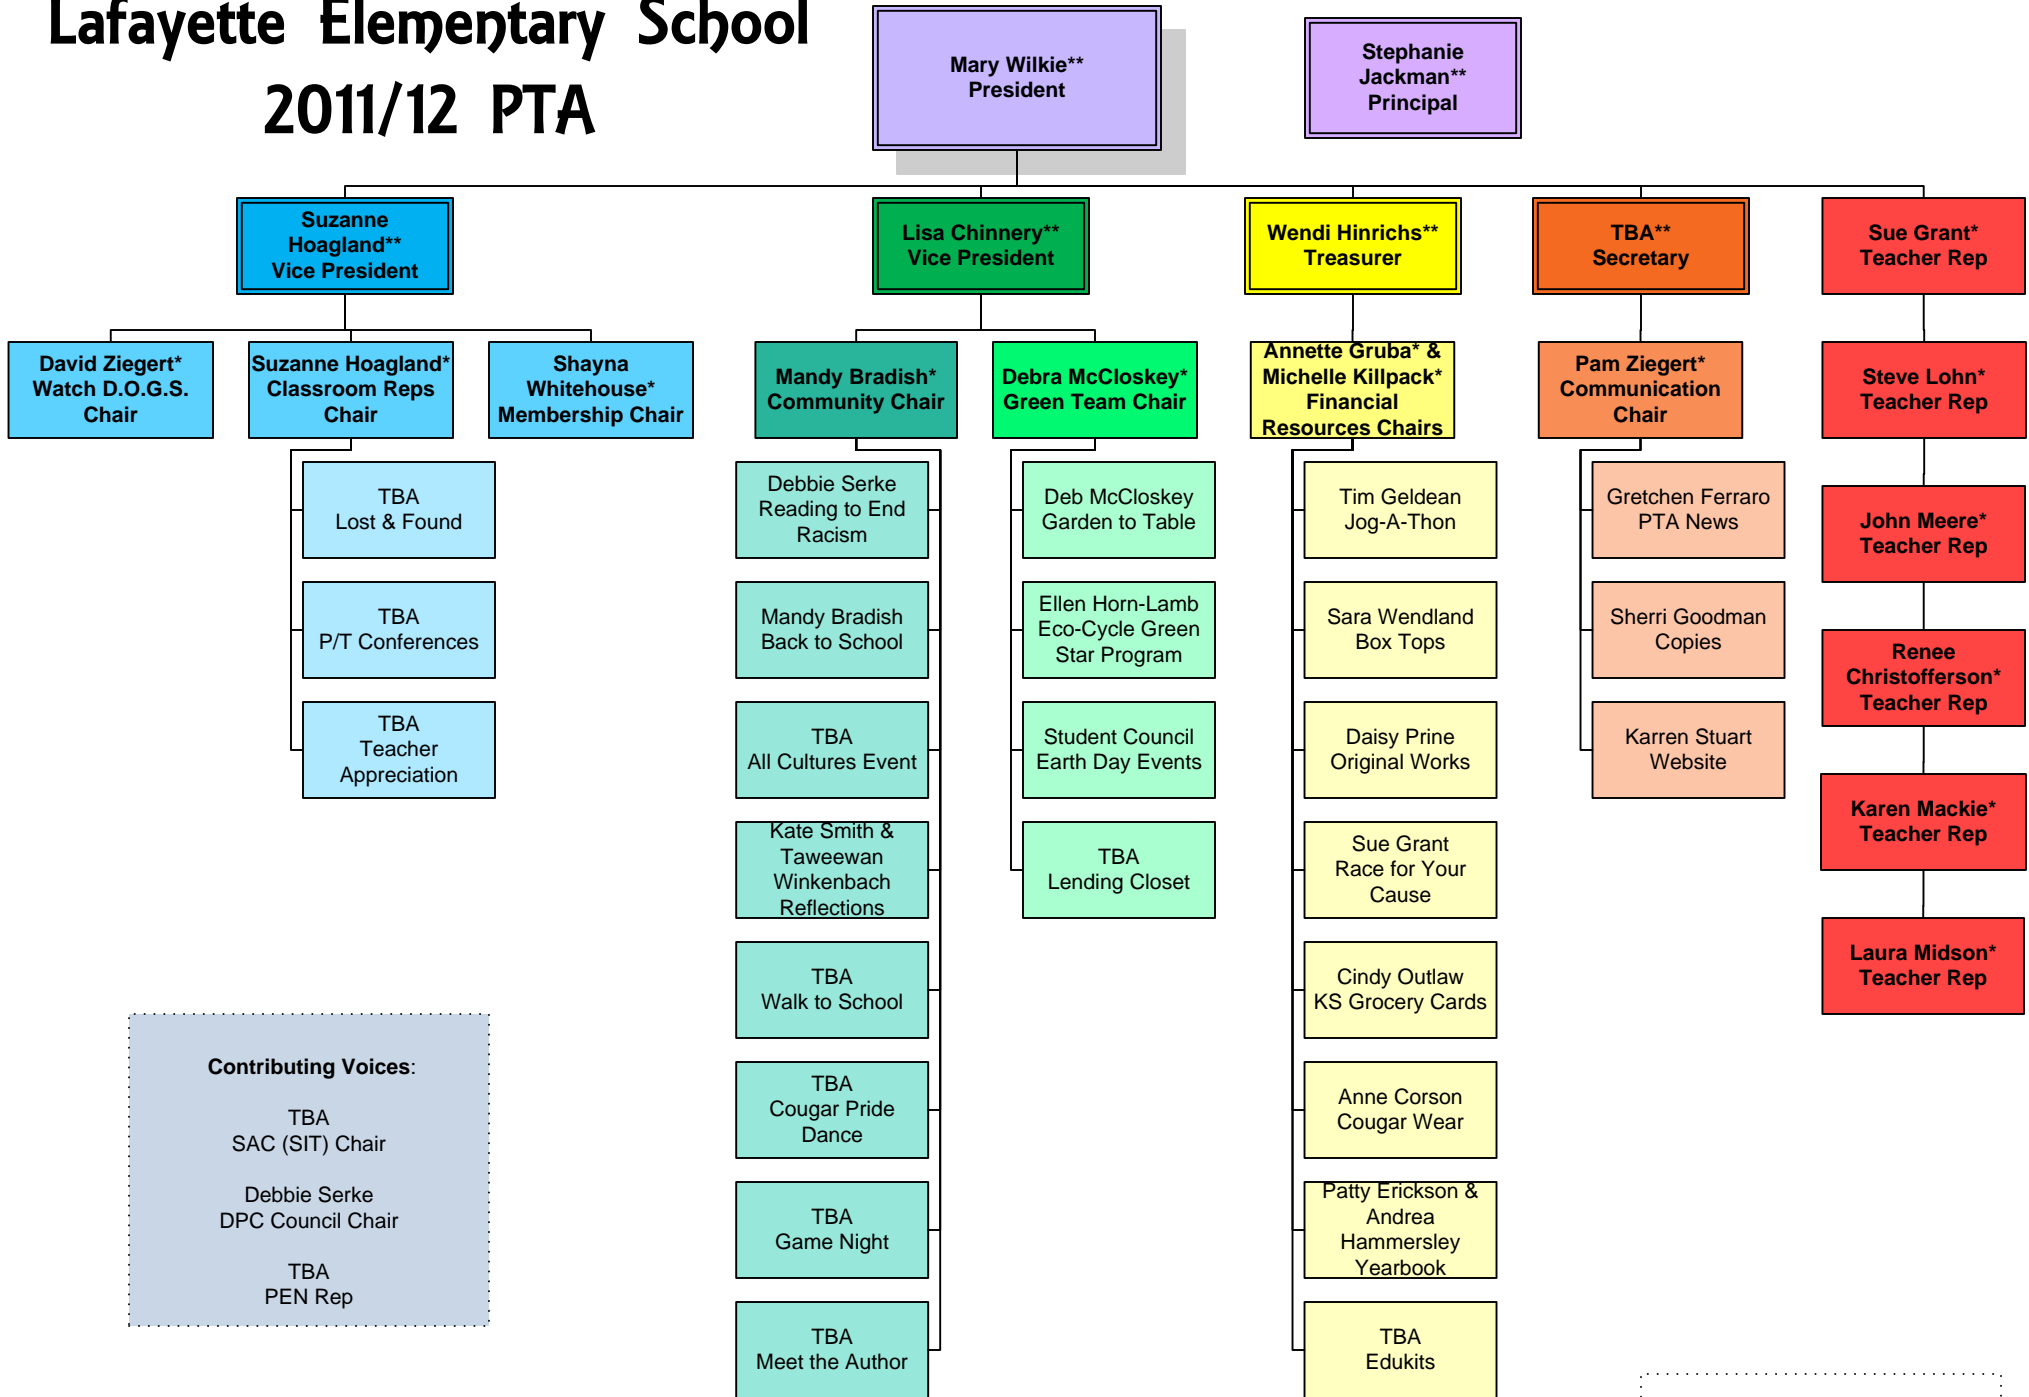 Lafayette Elementary School
2011/12 PTA
Mary Wilkie**
President
Stephanie
Jackman**
Principal
Suzanne
Hoagland**
Vice President
Lisa Chinnery**
Vice President
Wendi Hinrichs**
Treasurer
TBA**
Secretary
Sue Grant*
Teacher Rep
David Ziegert*
Watch D.O.G.S.
Chair
Suzanne Hoagland*
Classroom Reps
Chair
Shayna
Whitehouse*
Membership Chair
Mandy Bradish*
Community Chair
Debra McCloskey*
Green Team Chair
Annette Gruba* &
Michelle Killpack*
Financial
Resources Chairs
Pam Ziegert*
Communication
Chair
Steve Lohn*
Teacher Rep
TBA
Lost & Found
TBA
P/T Conferences
TBA
Teacher
Appreciation
Debbie Serke
Reading to End
Racism
Mandy Bradish
Back to School
TBA
All Cultures Event
Kate Smith &
Taweewan
Winkenbach
Reflections
TBA
Walk to School
TBA
Cougar Pride
Dance
TBA
Game Night
TBA
Meet the Author
Deb McCloskey
Garden to Table
Ellen Horn-Lamb
Eco-Cycle Green
Star Program
Student Council
Earth Day Events
TBA
Lending Closet
Tim Geldean
Jog-A-Thon
Sara Wendland
Box Tops
Daisy Prine
Original Works
Sue Grant
Race for Your
Cause
Cindy Outlaw
KS Grocery Cards
Anne Corson
Cougar Wear
Patty Erickson &
Andrea
Hammersley
Yearbook
TBA
Edukits
Gretchen Ferraro
PTA News
Sherri Goodman
Copies
Karren Stuart
Website
John Meere*
Teacher Rep
Renee
Christofferson*
Teacher Rep
Karen Mackie*
Teacher Rep
Laura Midson*
Teacher Rep
Contributing Voices:
TBA
SAC (SIT) Chair
Debbie Serke
DPC Council Chair
TBA
PEN Rep